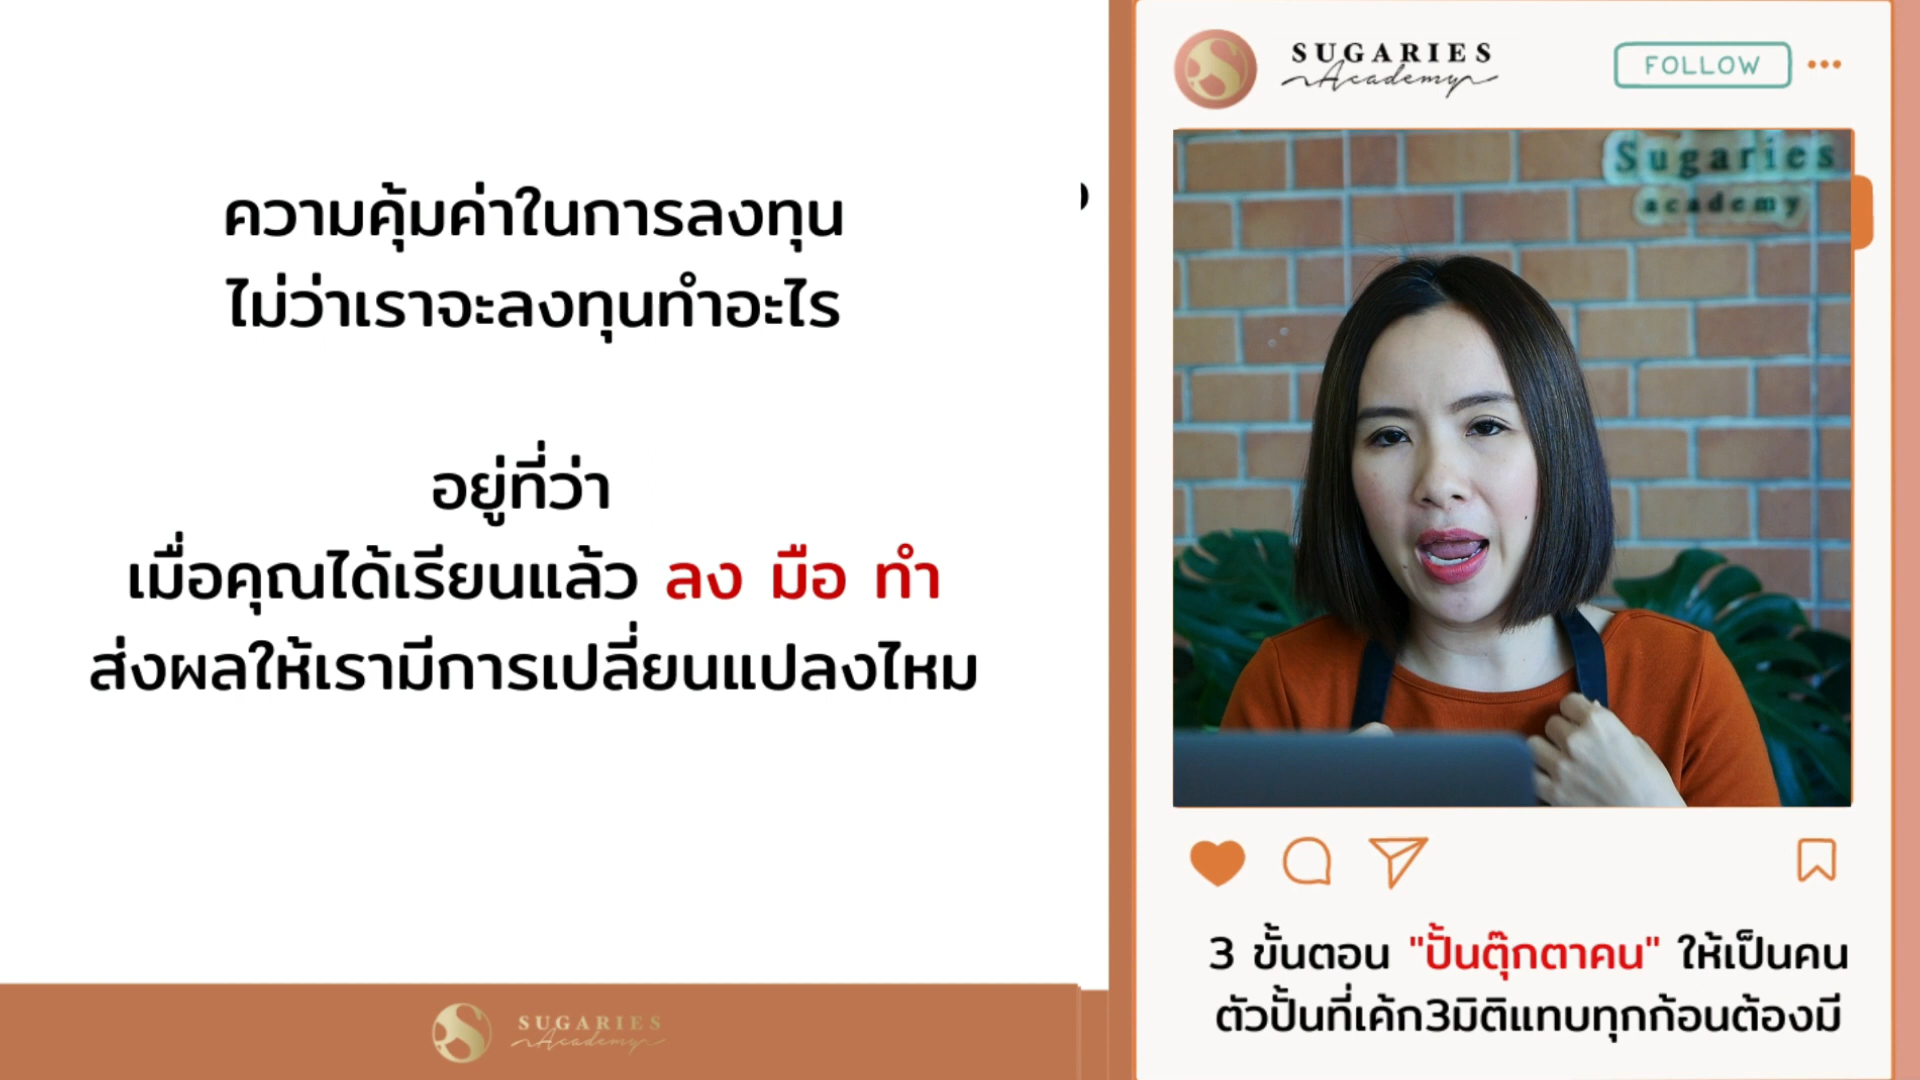 ความคุ้มค่าในการลงทุน
ไม่ว่าเราจะลงทุนทำอะไร
อยู่ที่ว่า
เมื่อคุณได้เรียนแล้ว ลง มือ ทำ
ส่งผลให้เรามีการเปลี่ยนแปลงไหม
SUGARIES
Academy
SUGARIES
Academy
FOLLOW
Sugaries
academy
3 ขั้นตอน "ปั้นตุ๊กตาคน" ให้เป็นคน
ตัวปั้นที่เค้ก3มิติแทบทุกก้อนต้องมี